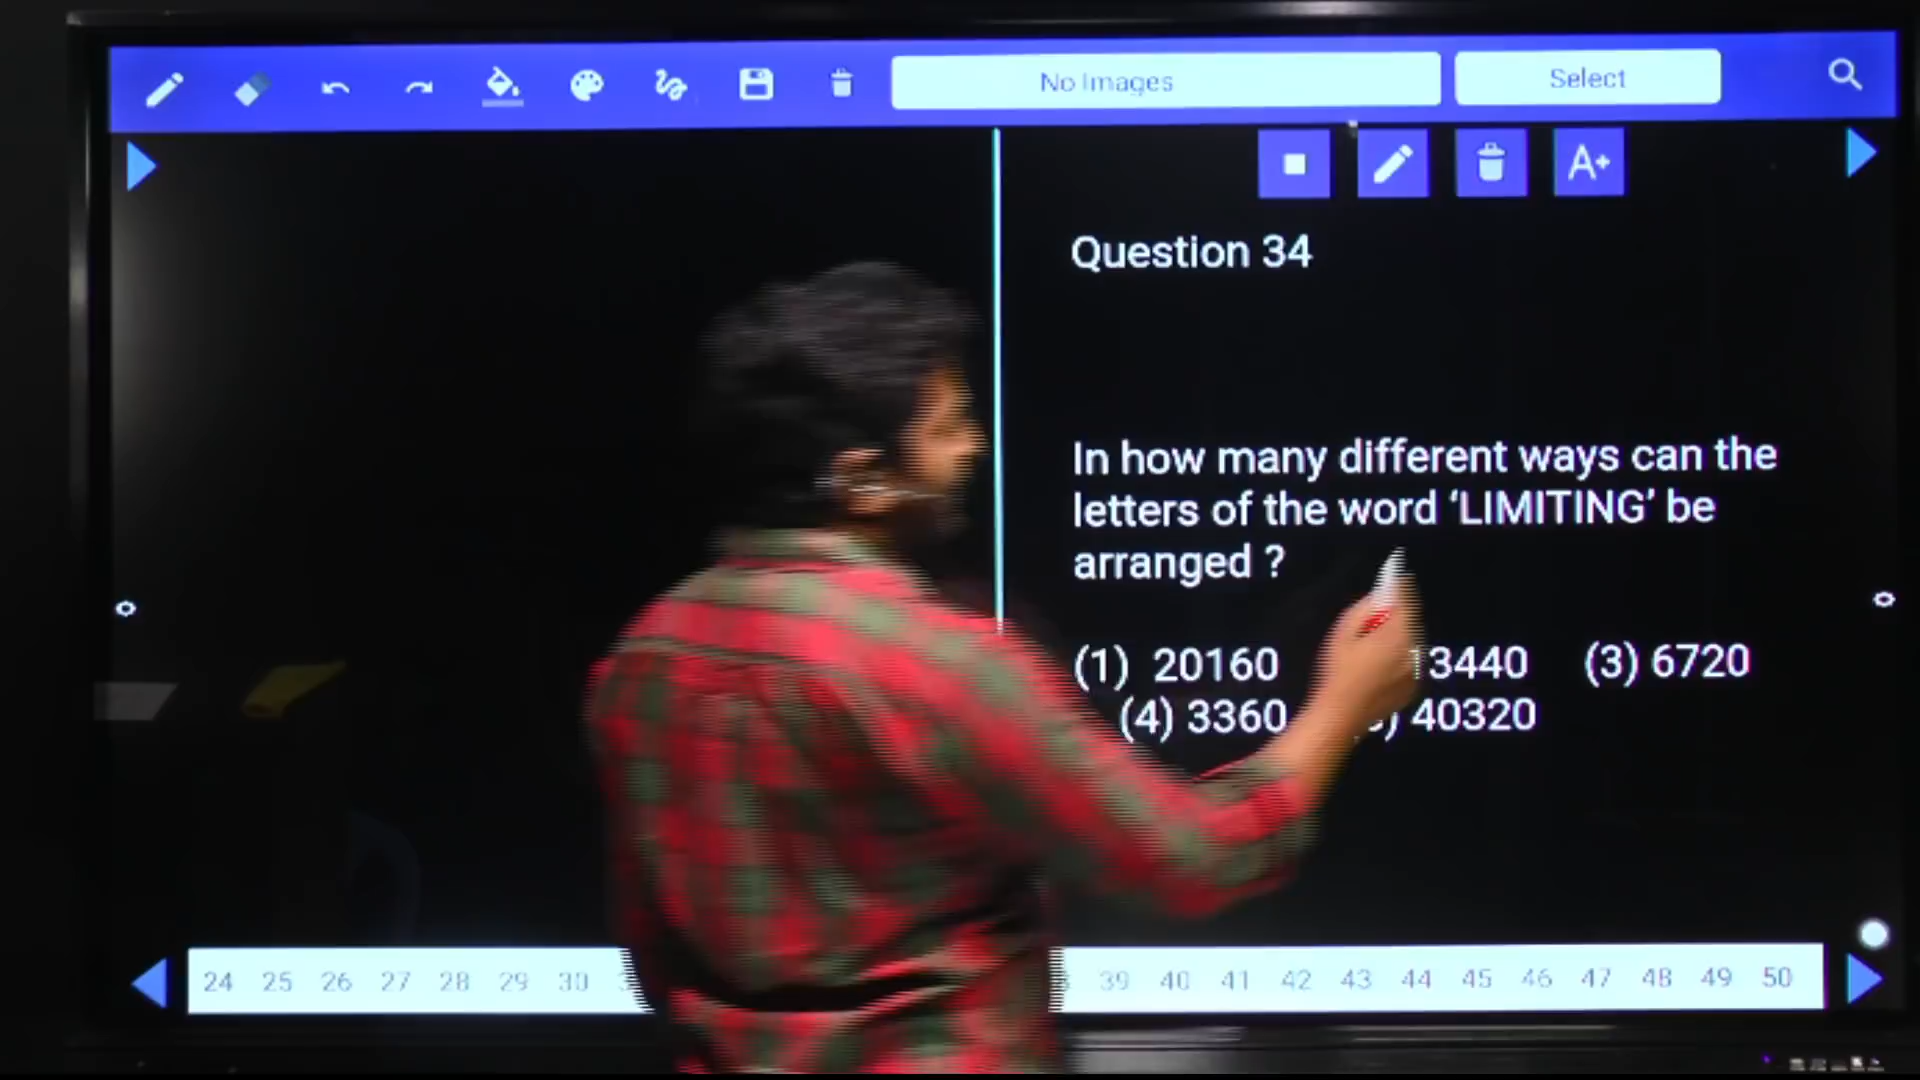 No Images
Select
A+
Question 34
In how many different ways can the
letters of the word ‘LIMITING’ be
arranged ?
(1) 20160 13440 (3) 6720
(4) 3360 ) 40320
24 25 26 27 28 29 30 39 40 41 42 43 44 45 46 47 48 49 50